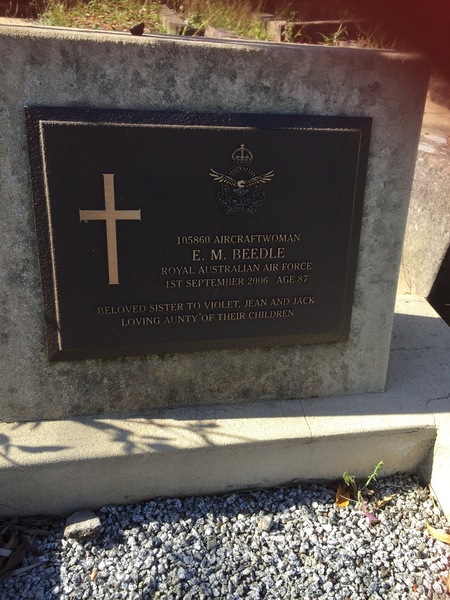 105860 AIRCRAFTWOMAN
E. M. BEEDLE
ROYAL AUSTRALIAN AIR FORCE
1ST SEPTEMBER 2006 AGE 87
BELOVED SISTER TO VIOLET, JEAN AND JACK
LOVING AUNTY OF THEIR CHILDREN